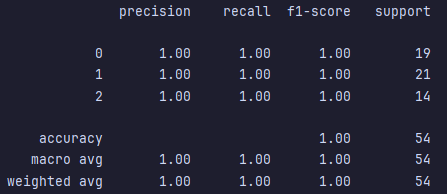 precision recall f1-score support
0 1.00 1.00 1.00 19
1 1.00 1.00 1.00 21
2 1.00 1.00 1.00 14
accuracy 1.00 54
macro avg 1.00 1.00 1.00 54
weighted avg 1.00 1.00 1.00 54